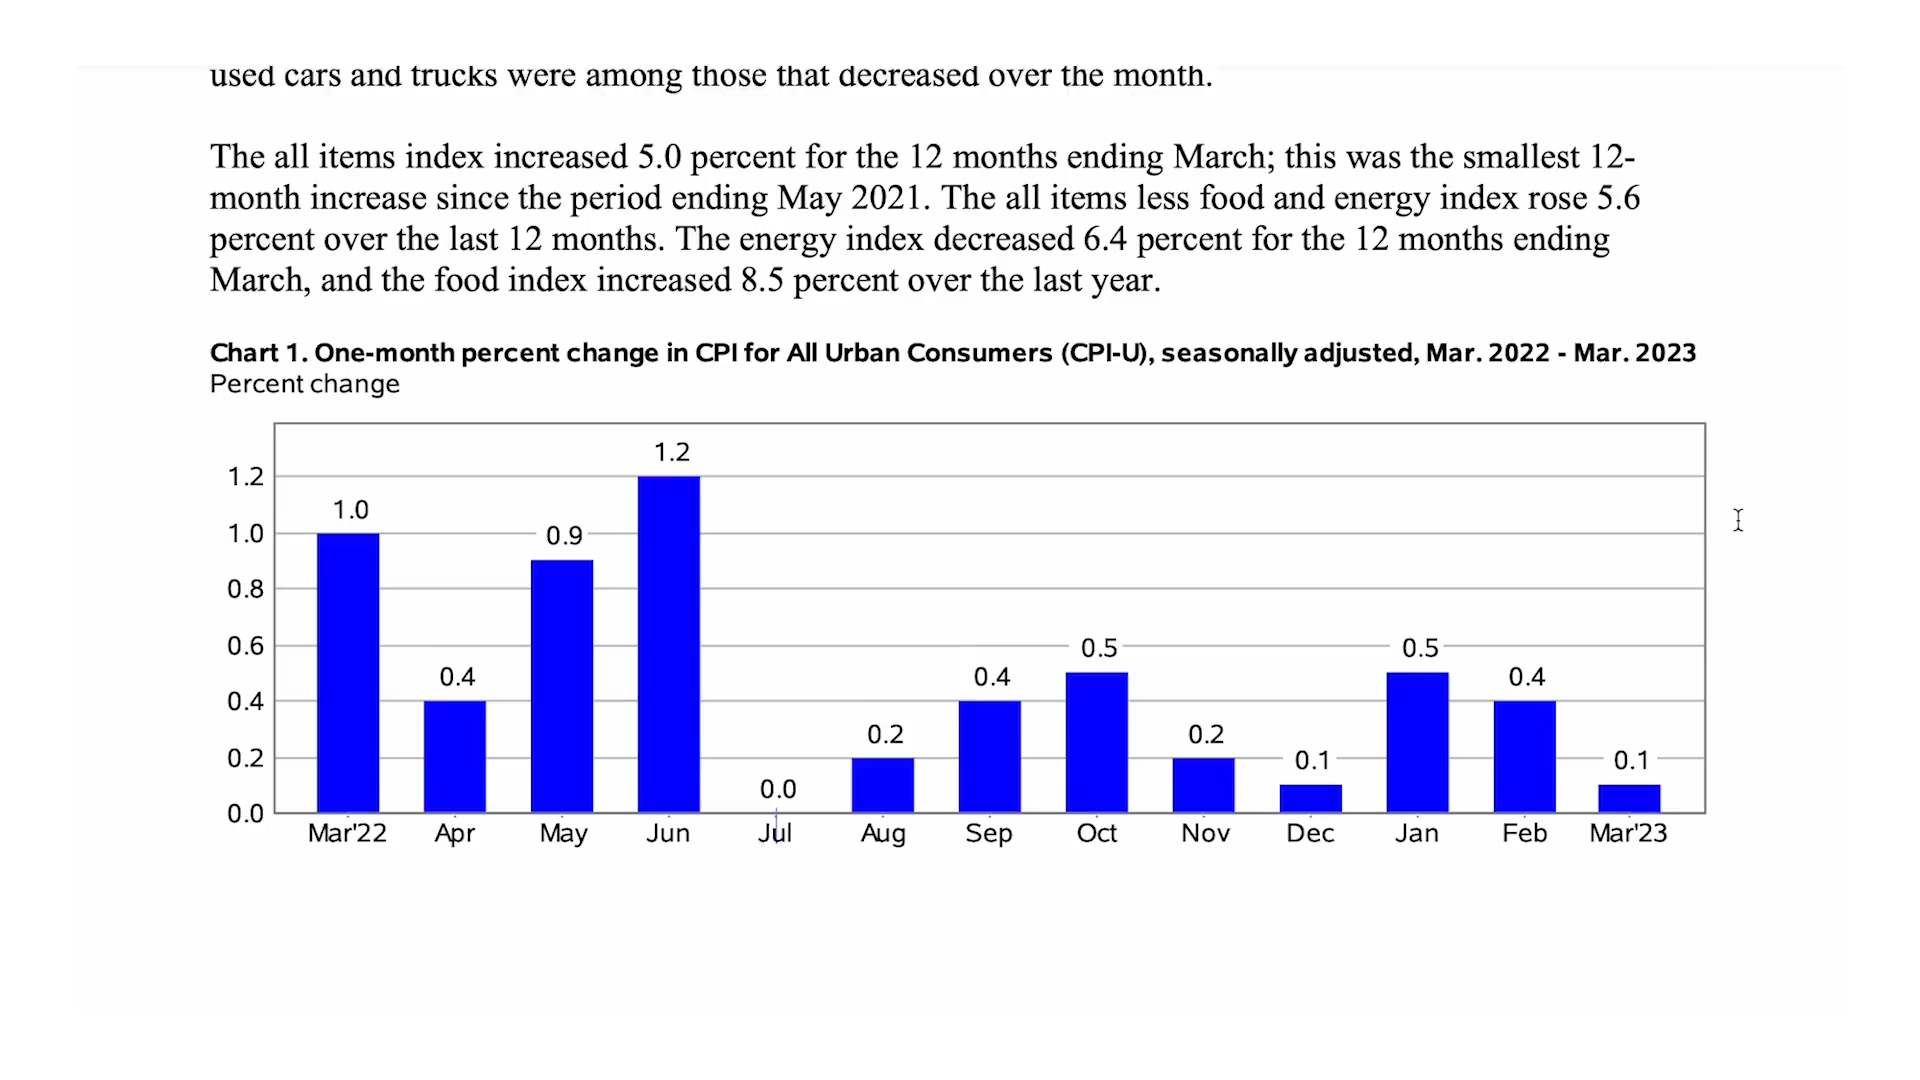 used cars and trucks were among those that decreased over the month.
The all items index increased 5.0 percent for the 12 months ending March; this was the smallest 12-
month increase since the period ending May 2021. The all items less food and energy index rose 5.6
percent over the last 12 months. The energy index decreased 6.4 percent for the 12 months ending
March, and the food index increased 8.5 percent over the last year.
Chart 1. One-month percent change in CPI for All Urban Consumers (CPI-U), seasonally adjusted, Mar. 2022 - Mar. 2023
Percent change
1.2
1.0
0.8
0.6
0.4
0.2
0.0
1.0
0.4
0.9
1.2
0.0
0.2
0.4
0.5
0.2
0.1
0.5
0.4
0.1
Mar'22 Apr May Jun Jul Aug Sep Oct Nov Dec Jan Feb Mar'23